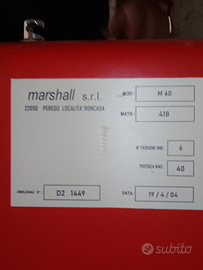 marshall s.r.l.
22050 PEREGO, LOCALITA' RONCADA
MOD. M 60
MATR. 418
N° PERSONE MAX 6
POTENZA MAX 40
OMOLOGAZ. N°: D2 1449
DATA: 19/4/04
subito